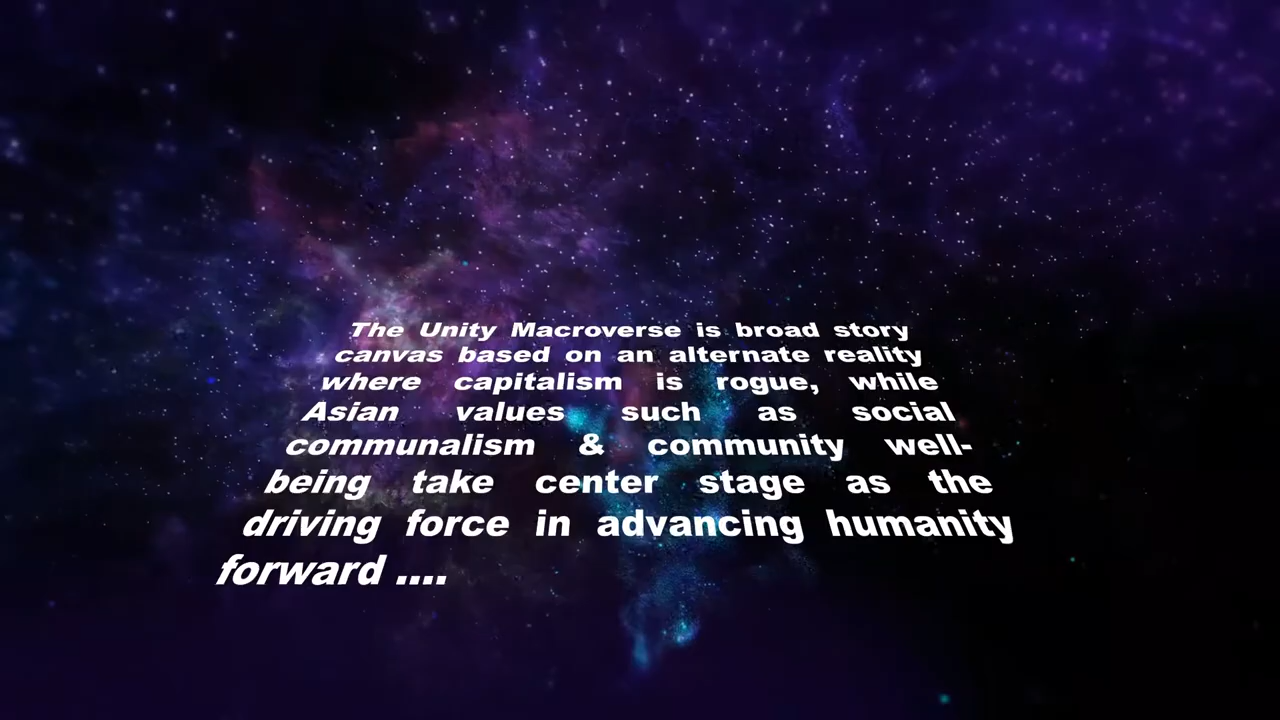 The Unity Macroverse is broad story
canvas based on an alternate reality
where capitalism is rogue, while
Asian values such as social
communalism & community well-
being take center stage as the
driving force in advancing humanity
forward ....